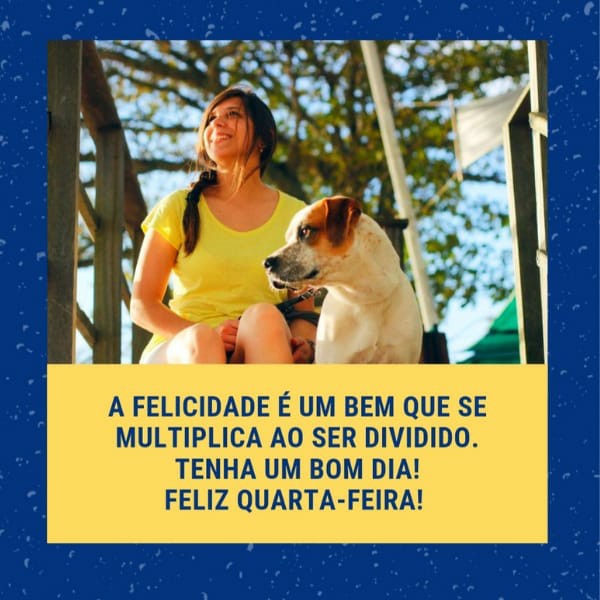 A FELICIDADE É UM BEM QUE SE
MULTIPLICA AO SER DIVIDIDO.
TENHA UM BOM DIA!
FELIZ QUARTA-FEIRA!